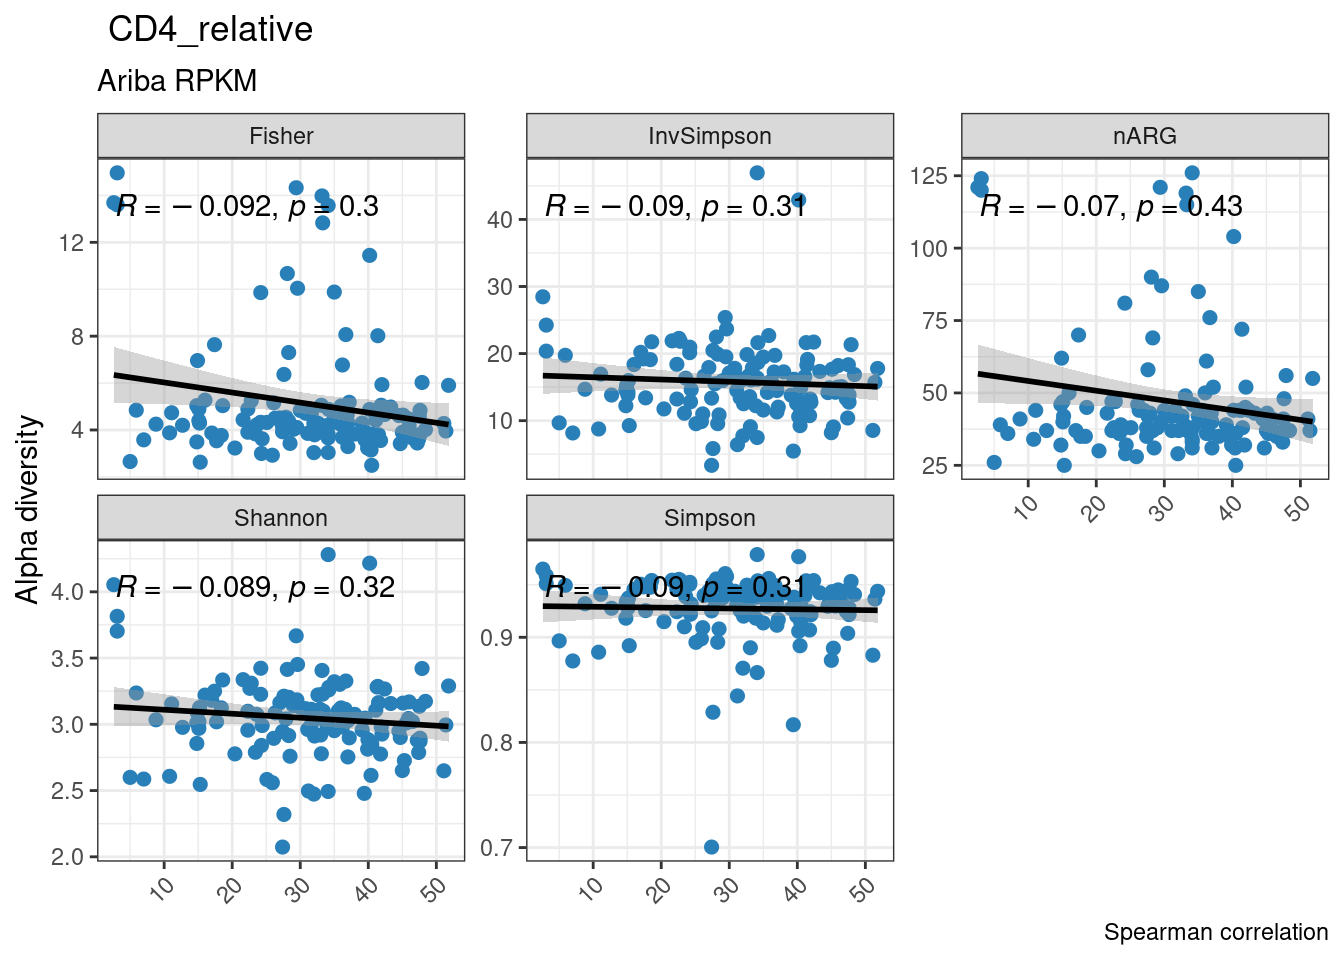 CD4_relative
Ariba RPKM
Fisher
InvSimpson
nARG
R = −0.092, p = 0.3
R = −0.09, p = 0.31
R = −0.07, p = 0.43
12
8
4
40
30
20
10
125
100
75
50
25
10 20 30 40 50
Shannon
Simpson
R = −0.089, p = 0.32
R = −0.09, p = 0.31
4.0
3.5
3.0
2.5
2.0
0.9
0.8
0.7
10 20 30 40 50
10 20 30 40 50
Alpha diversity
Spearman correlation